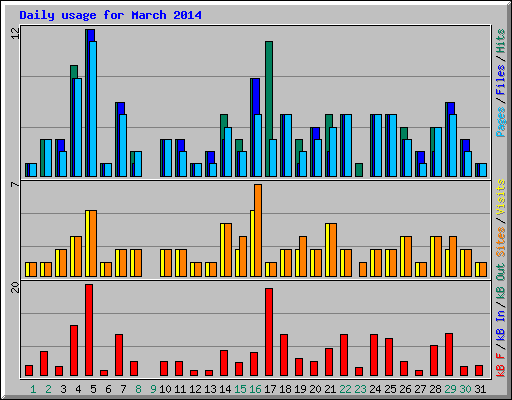 Daily usage for March 2014
12
Pages / Files / Hits
7
Sites / Visits
20
kB F / kB In / kB Out
1 2 3 4 5 6 7 8 9 10 11 12 13 14 15 16 17 18 19 20 21 22 23 24 25 26 27 28 29 30 31